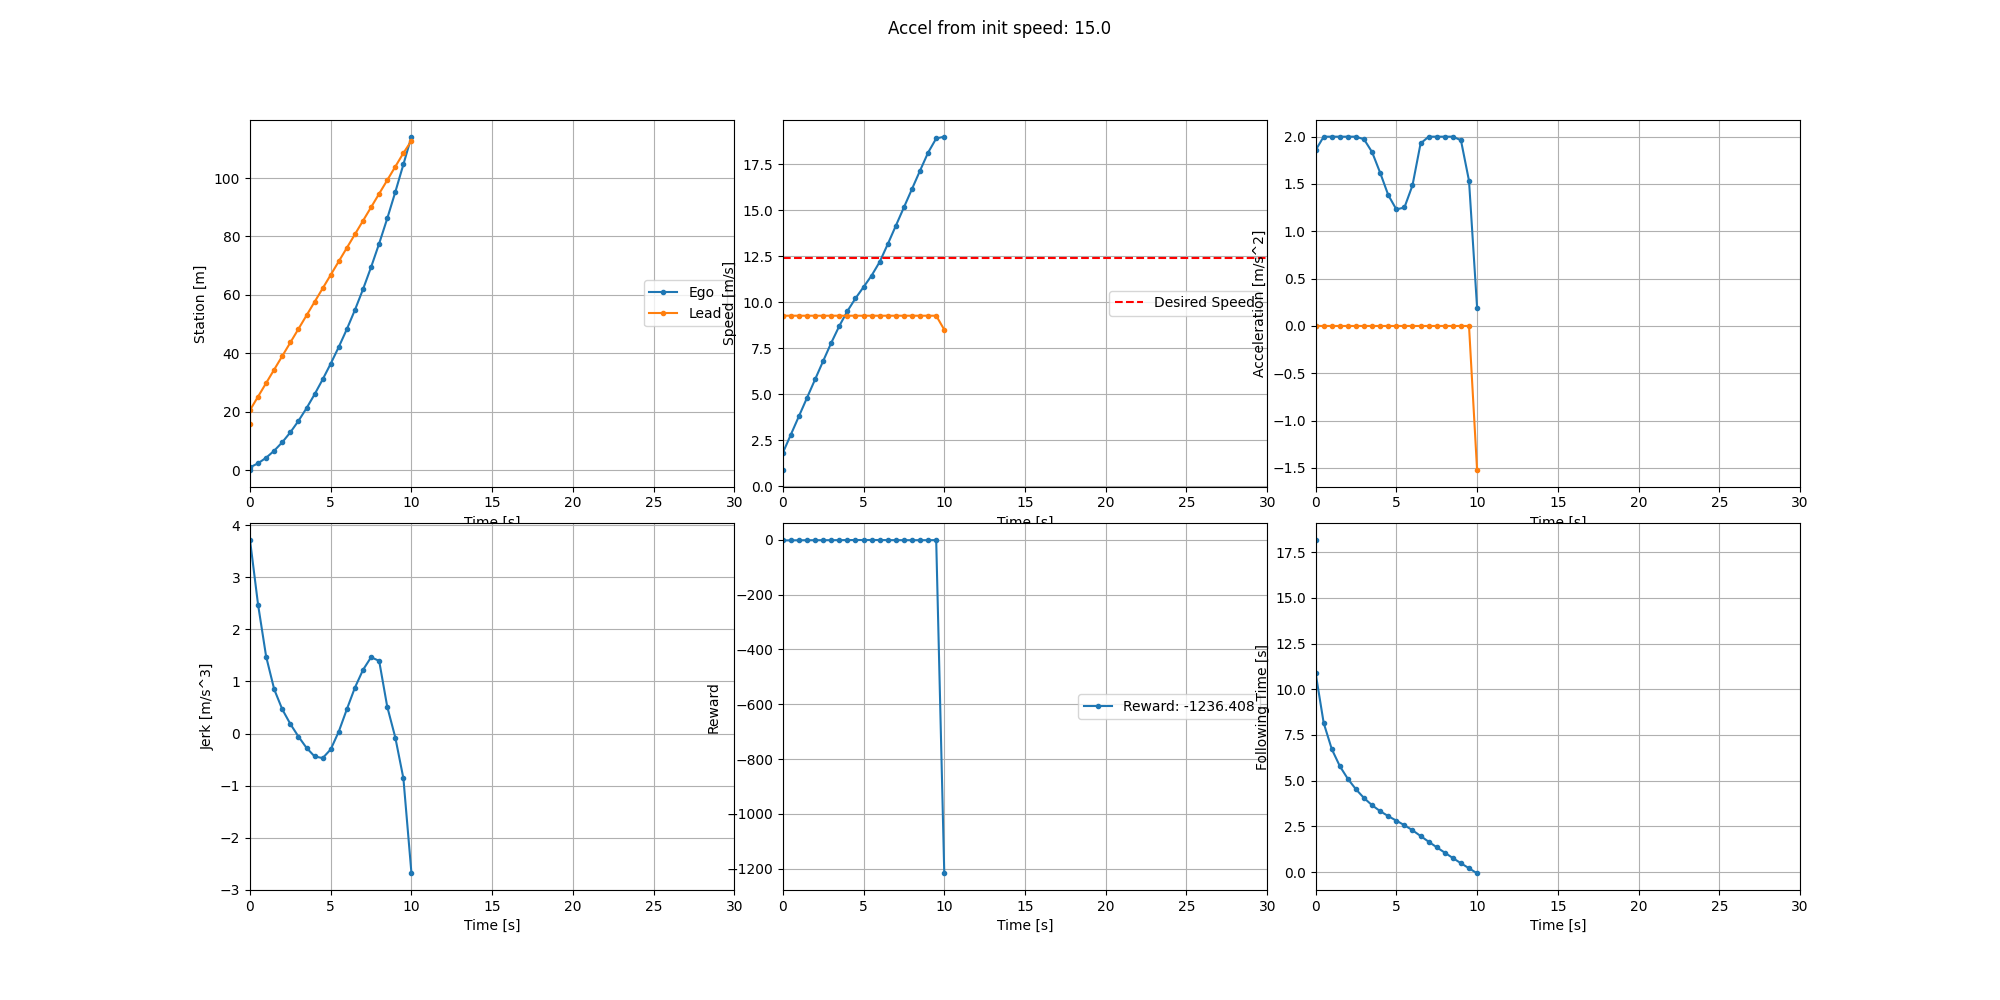 Accel from init speed: 15.0
Station [m]
100
80
60
40
20
0
0 5 10 15 20 25 30
Time [s]
Ego
Lead
Speed [m/s]
17.5
15.0
12.5
10.0
7.5
5.0
2.5
0.0
0 5 10 15 20 25 30
Time [s]
Desired Speed
Acceleration [m/s^2]
2.0
1.5
1.0
0.5
0.0
−0.5
−1.0
−1.5
0 5 10 15 20 25 30
Time [s]
Jerk [m/s^3]
4
3
2
1
0
−1
−2
−3
0 5 10 15 20 25 30
Time [s]
Reward
0
−200
−400
−600
−800
−1000
−1200
0 5 10 15 20 25 30
Time [s]
Reward: -1236.408
Following Time [s]
17.5
15.0
12.5
10.0
7.5
5.0
2.5
0.0
0 5 10 15 20 25 30
Time [s]